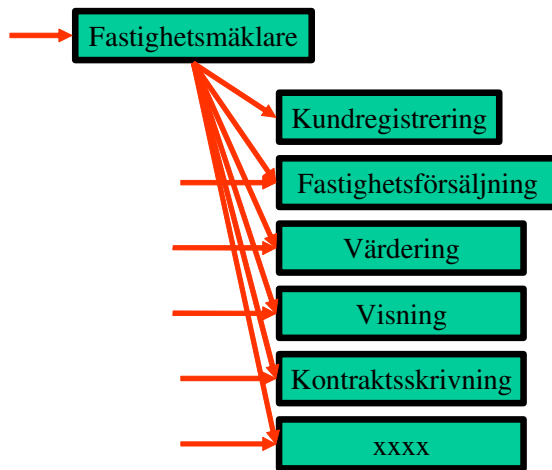 Fastighetsmäklare
Kundregistrering
Fastighetsförsäljning
Värdering
Visning
Kontraktsskrivning
xxxx